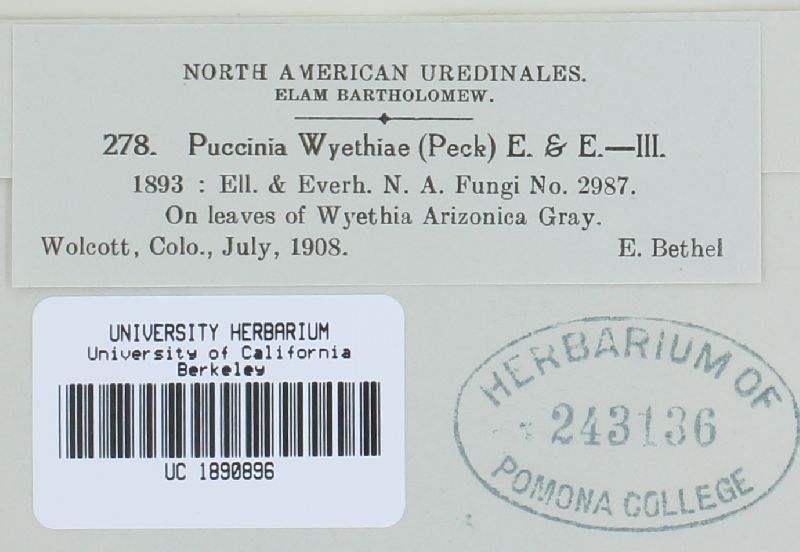 NORTH AMERICAN UREDINALES.
ELAM BARTHOLOMEW.
278. Puccinia Wyethiae (Peck) E. & E.—III.
1893 : Ell. & Everh. N. A. Fungi No. 2987.
On leaves of Wyethia Arizonica Gray.
Wolcott, Colo., July, 1908. E. Bethel
UNIVERSITY HERBARIUM
University of California
Berkeley
UC 1890896
HERBARIUM OF
243136
POMONA COLLEGE